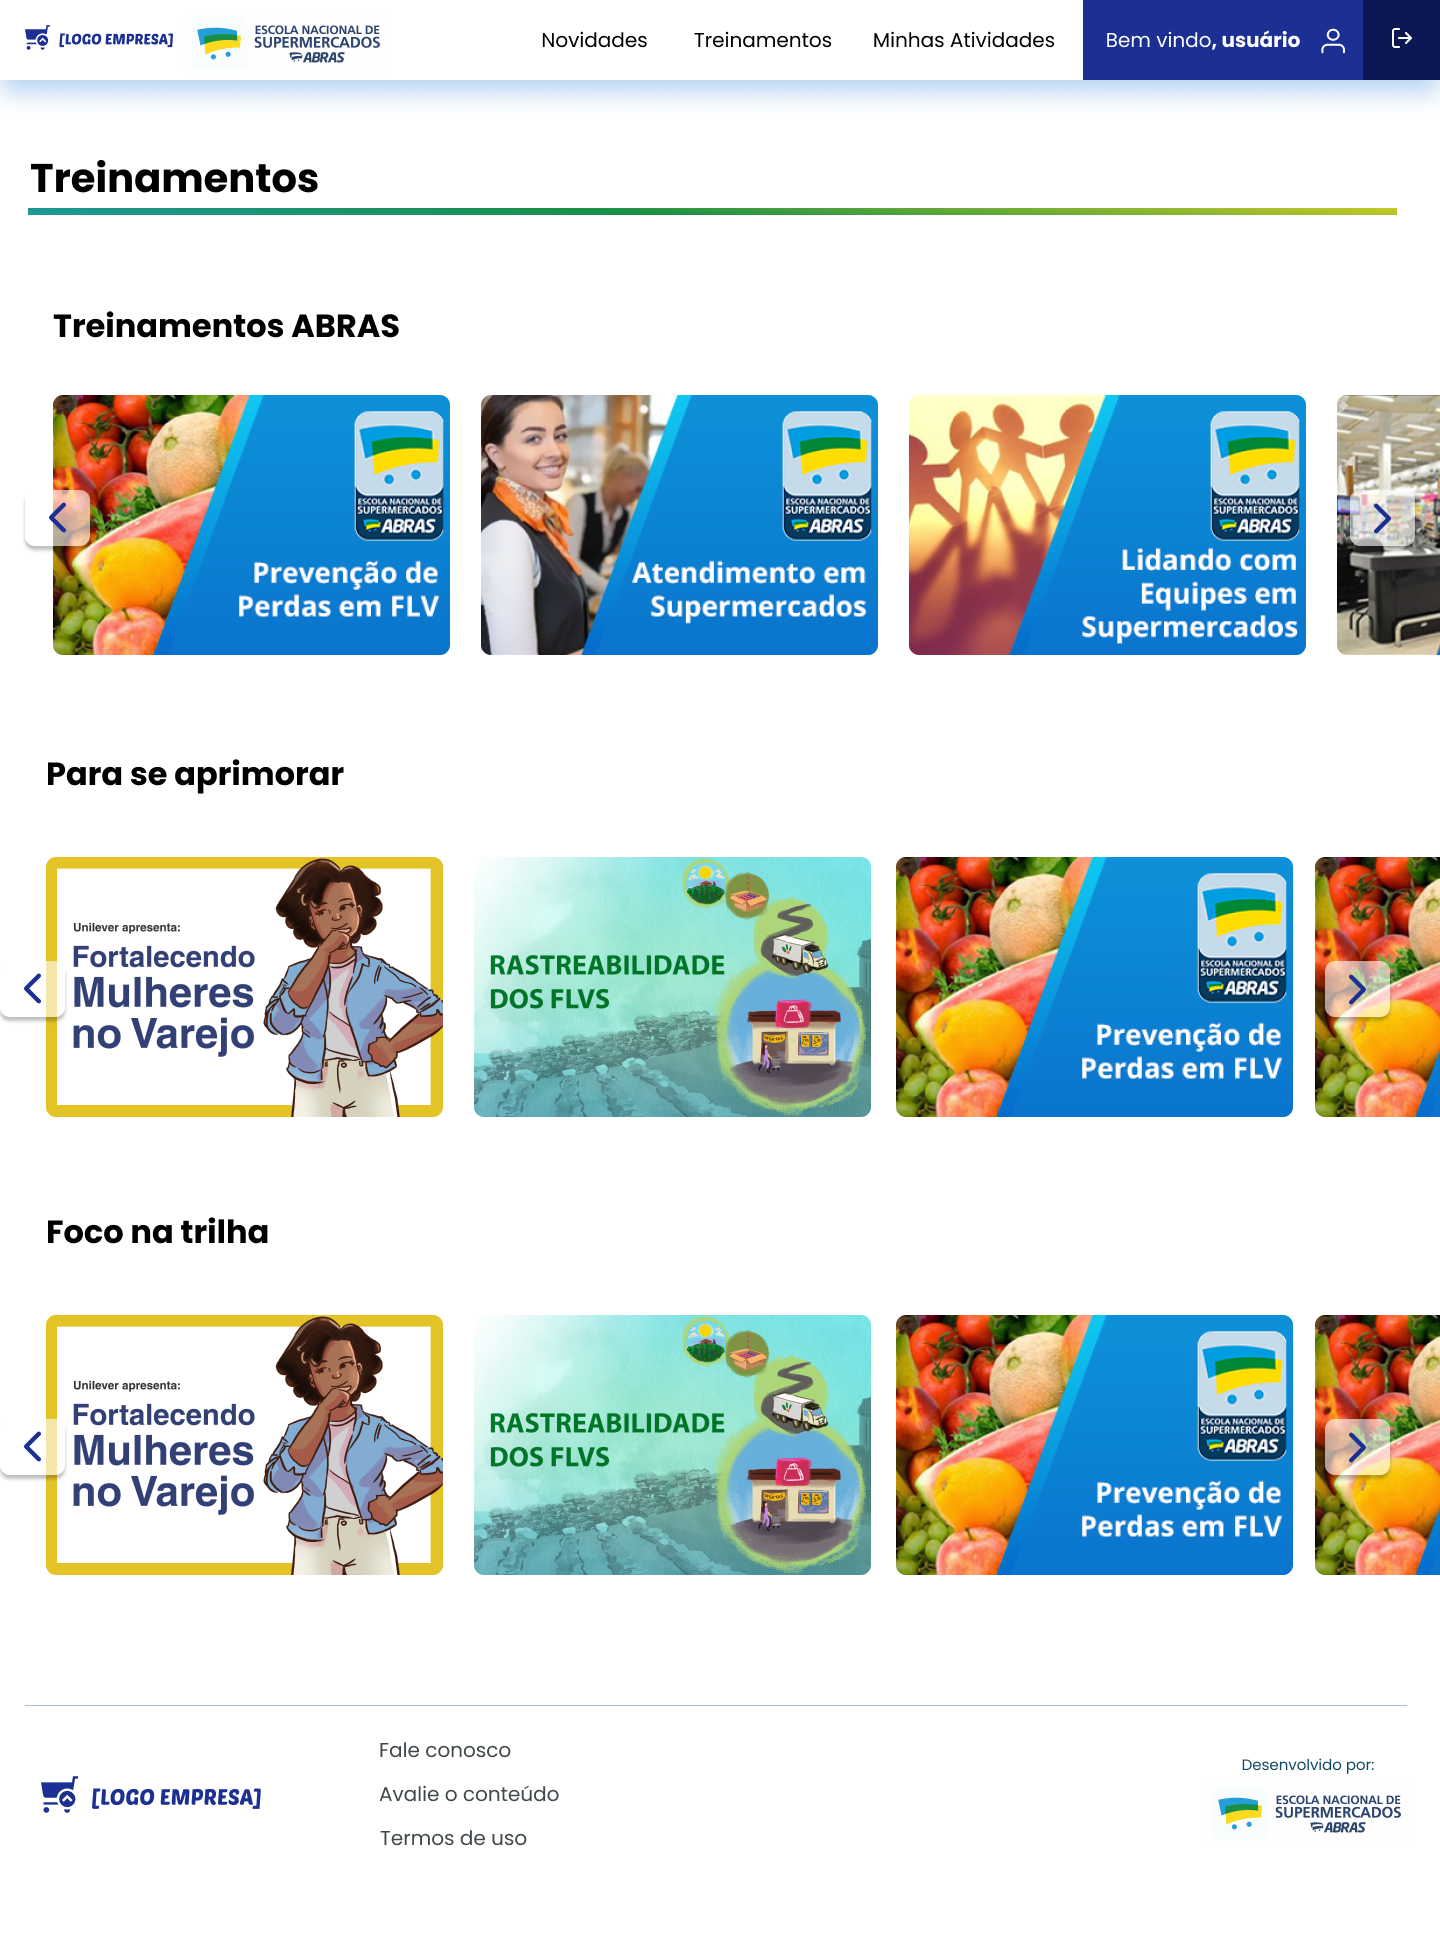 [LOGO EMPRESA]
ESCOLA NACIONAL DE
SUPERMERCADOS
ABRAS
Novidades
Treinamentos
Minhas Atividades
Bem vindo, usuário
Treinamentos
Treinamentos ABRAS
ESCOLA NACIONAL DE
SUPERMERCADOS
ABRAS
Prevenção de
Perdas em FLV
ESCOLA NACIONAL DE
SUPERMERCADOS
ABRAS
Atendimento em
Supermercados
ESCOLA NACIONAL DE
SUPERMERCADOS
ABRAS
Lidando com
Equipes em
Supermercados
Para se aprimorar
Unilever apresenta:
Fortalecendo
Mulheres
no Varejo
RASTREABILIDADE
DOS FLVS
ESCOLA NACIONAL DE
SUPERMERCADOS
ABRAS
Prevenção de
Perdas em FLV
Foco na trilha
Unilever apresenta:
Fortalecendo
Mulheres
no Varejo
RASTREABILIDADE
DOS FLVS
ESCOLA NACIONAL DE
SUPERMERCADOS
ABRAS
Prevenção de
Perdas em FLV
[LOGO EMPRESA]
Fale conosco
Avalie o conteúdo
Termos de uso
Desenvolvido por:
ESCOLA NACIONAL DE
SUPERMERCADOS
ABRAS